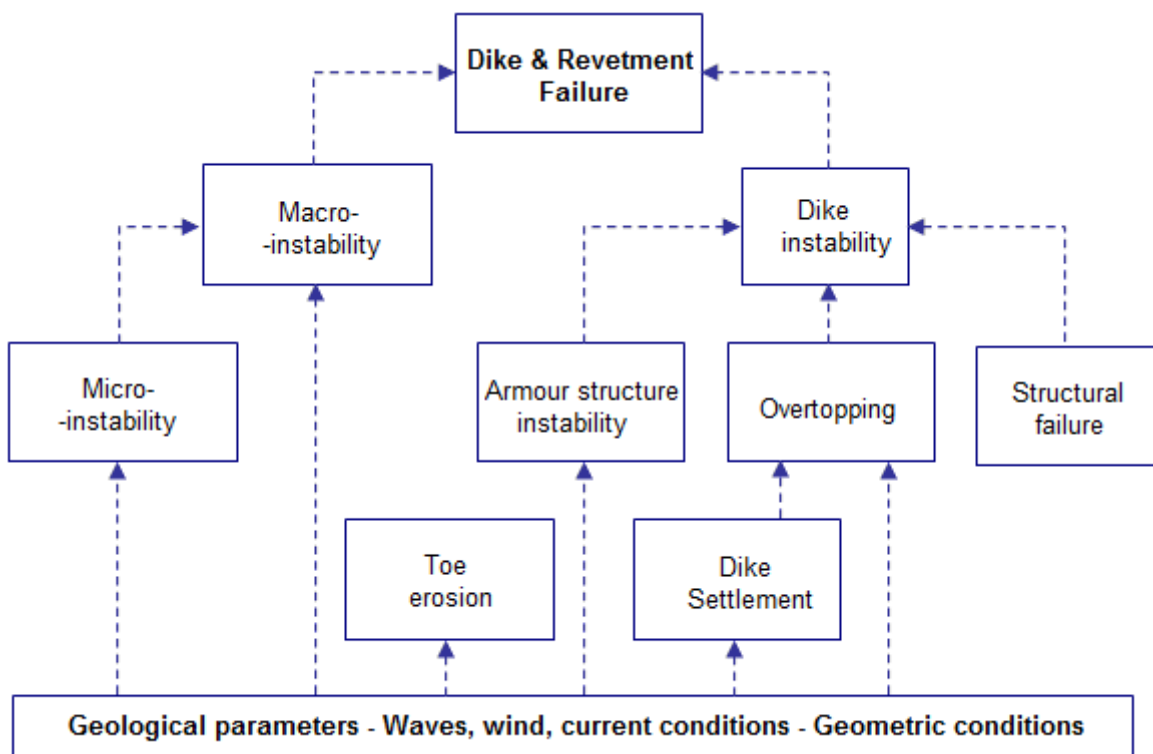 Dike & Revetment
Failure
Macro-
-instability
Dike
instability
Micro-
-instability
Armour structure
instability
Overtopping
Structural
failure
Toe
erosion
Dike
Settlement
Geological parameters - Waves, wind, current conditions - Geometric conditions